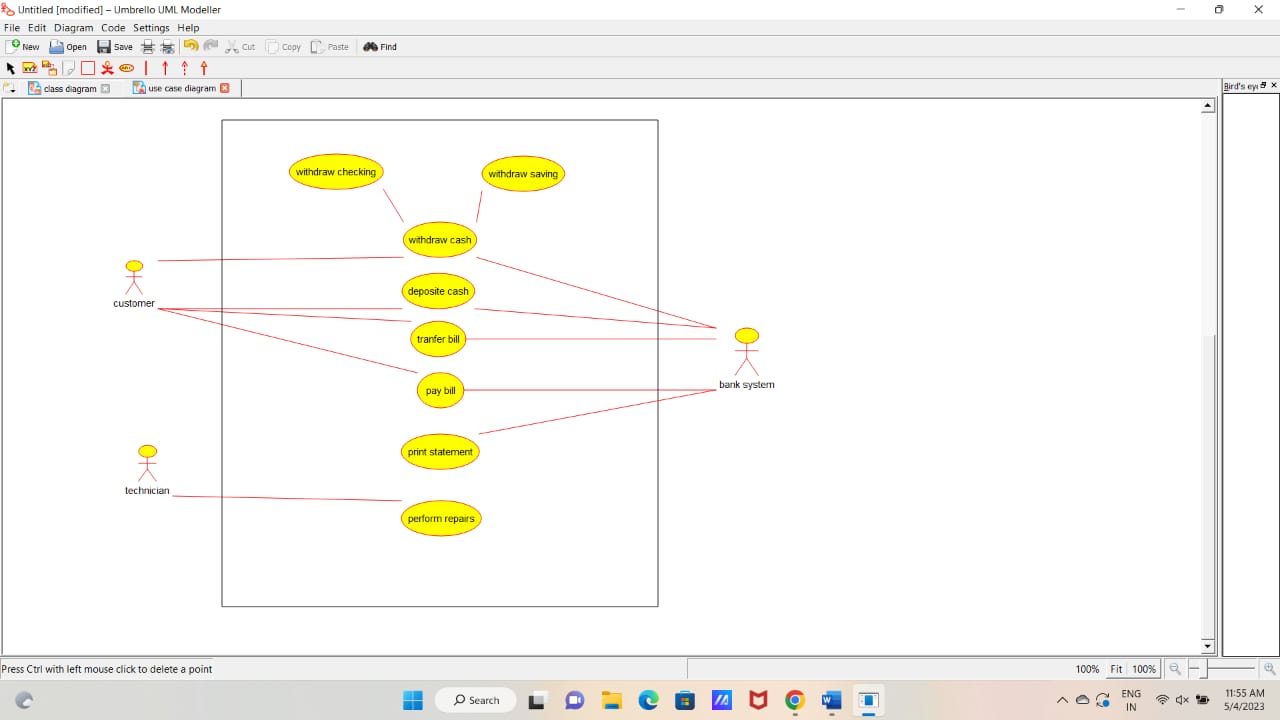 Untitled [modified] – Umbrello UML Modeller
File Edit Diagram Code Settings Help
New Open Save Cut Copy Paste Find
class diagram use case diagram
Bird's eye
withdraw checking
withdraw saving
withdraw cash
customer
deposite cash
tranfer bill
bank system
pay bill
print statement
technician
perform repairs
Press Ctrl with left mouse click to delete a point
100% Fit 100%
Search
ENG
IN
11:55 AM
5/4/2023